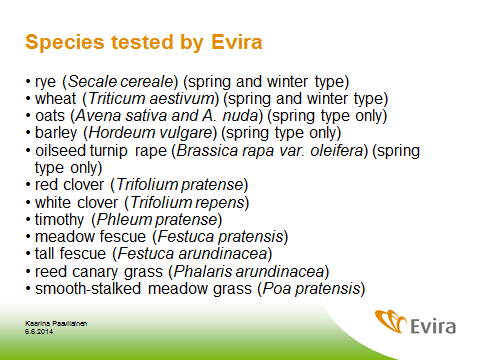 Species tested by Evira
• rye (Secale cereale) (spring and winter type)
• wheat (Triticum aestivum) (spring and winter type)
• oats (Avena sativa and A. nuda) (spring type only)
• barley (Hordeum vulgare) (spring type only)
• oilseed turnip rape (Brassica rapa var. oleifera) (spring
type only)
• red clover (Trifolium pratense)
• white clover (Trifolium repens)
• timothy (Phleum pratense)
• meadow fescue (Festuca pratensis)
• tall fescue (Festuca arundinacea)
• reed canary grass (Phalaris arundinacea)
• smooth-stalked meadow grass (Poa pratensis)
Kaarina Paavilainen
6.6.2014
Evira